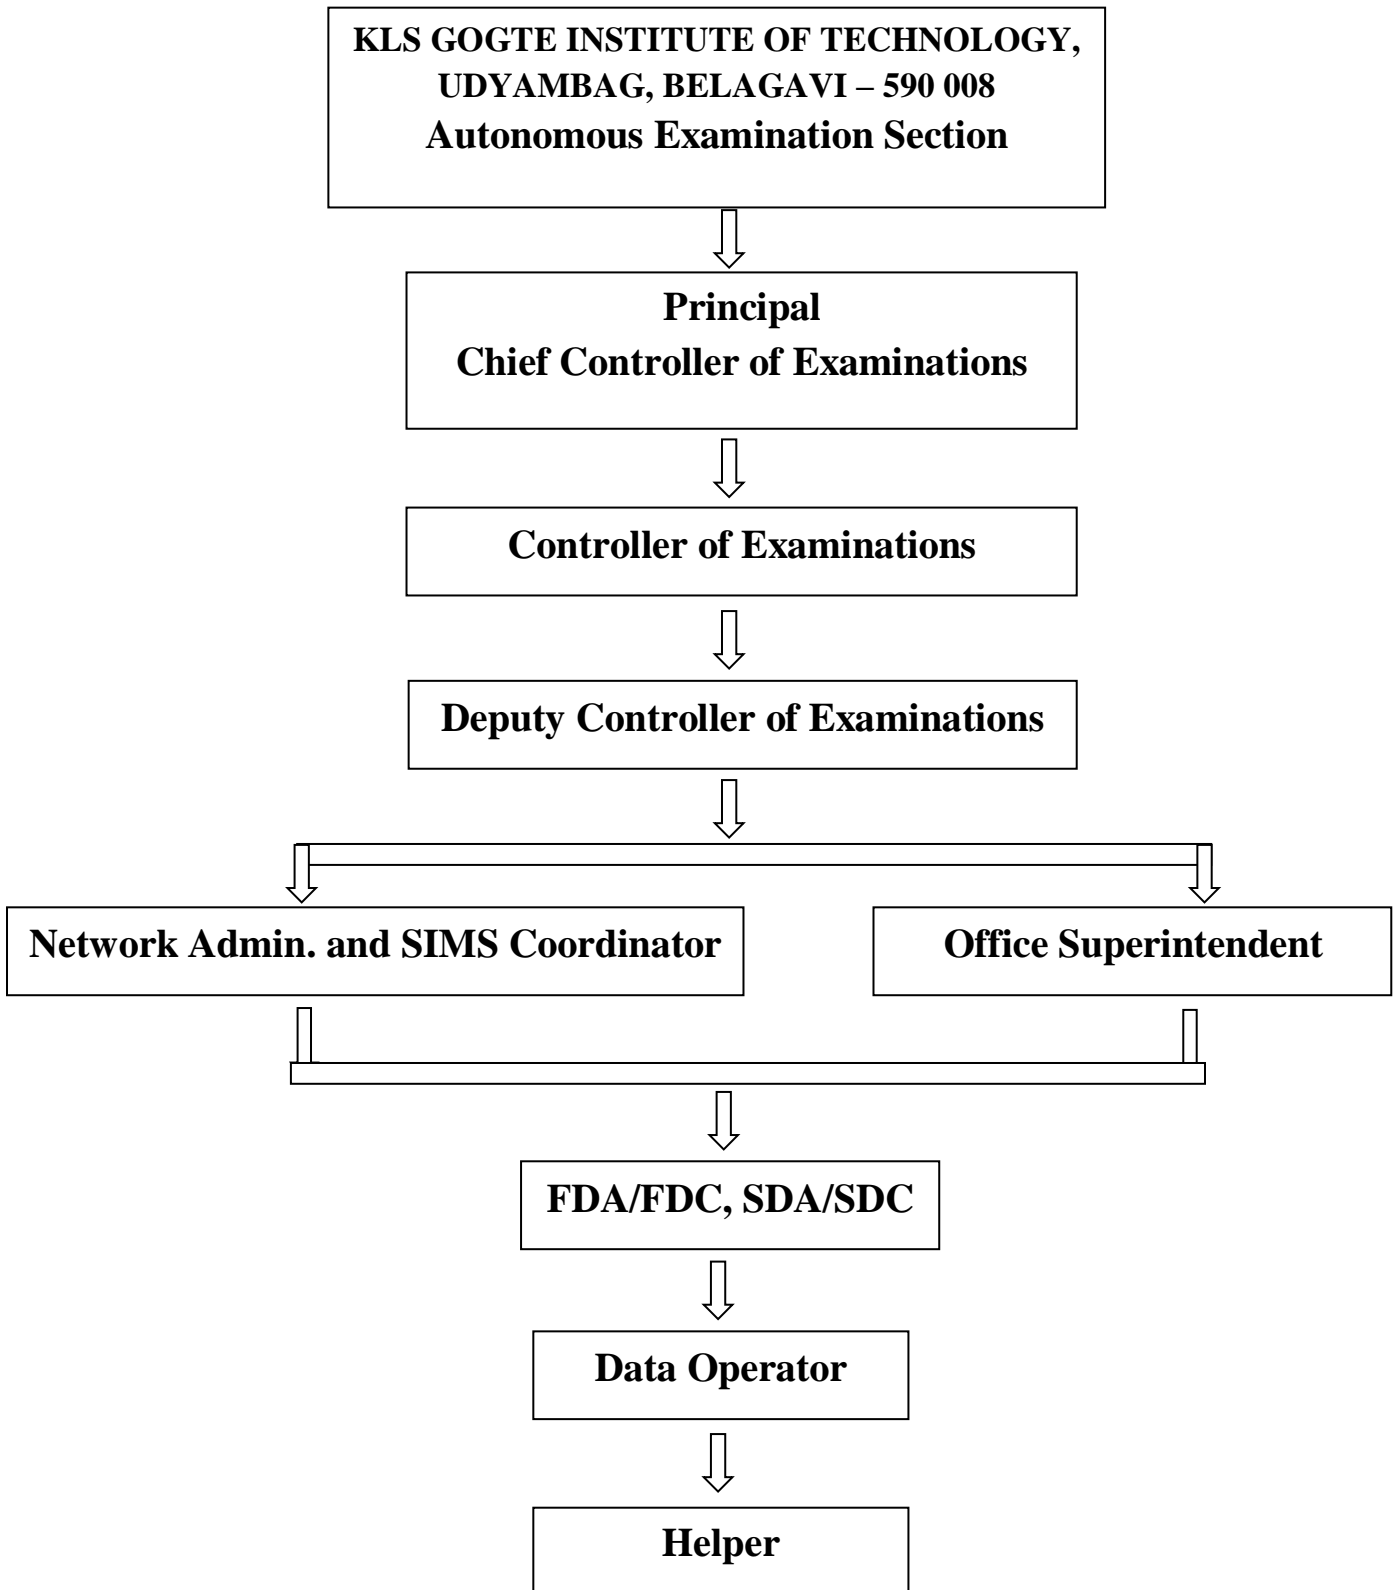 KLS GOGTE INSTITUTE OF TECHNOLOGY,
UDYAMBAG, BELAGAVI – 590 008
Autonomous Examination Section
Principal
Chief Controller of Examinations
Controller of Examinations
Deputy Controller of Examinations
Network Admin. and SIMS Coordinator
Office Superintendent
FDA/FDC, SDA/SDC
Data Operator
Helper